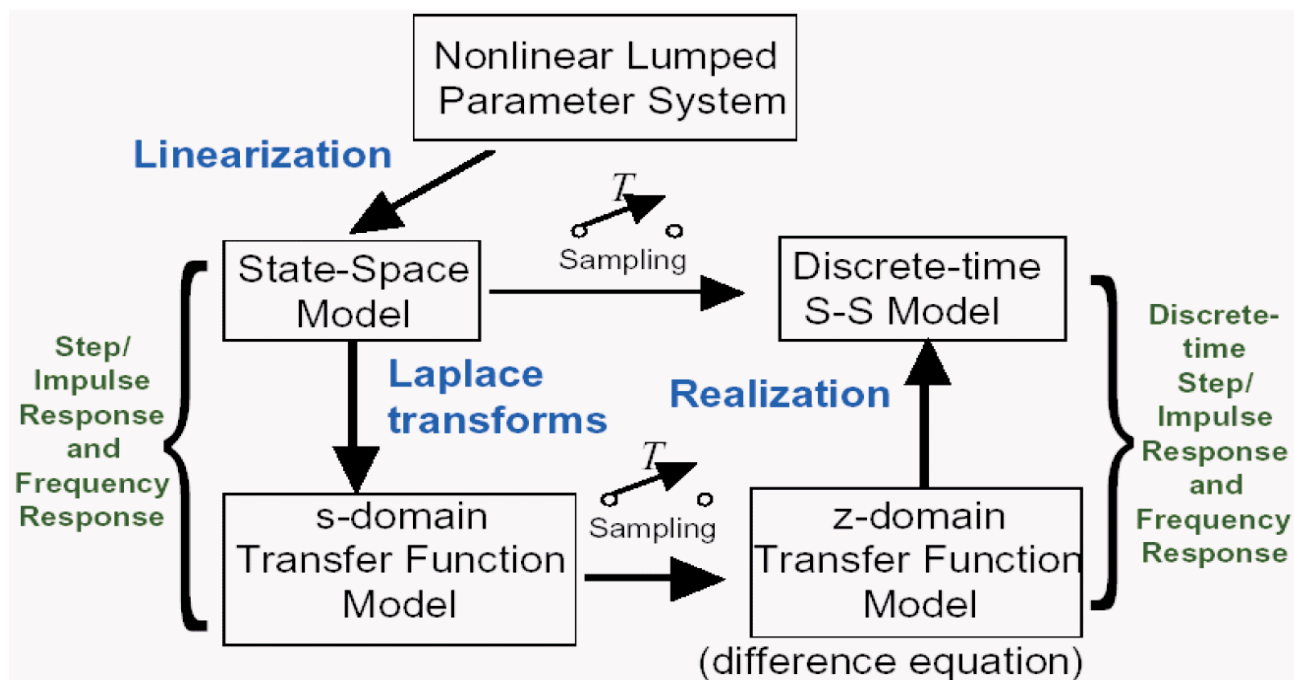 Nonlinear Lumped
Parameter System
Linearization
T
Sampling
State-Space
Model
Discrete-time
S-S Model
Step/
Impulse
Response
and
Frequency
Response
Laplace
transforms
Realization
Discrete-
time
Step/
Impulse
Response
and
Frequency
Response
T
Sampling
s-domain
Transfer Function
Model
z-domain
Transfer Function
Model
(difference equation)